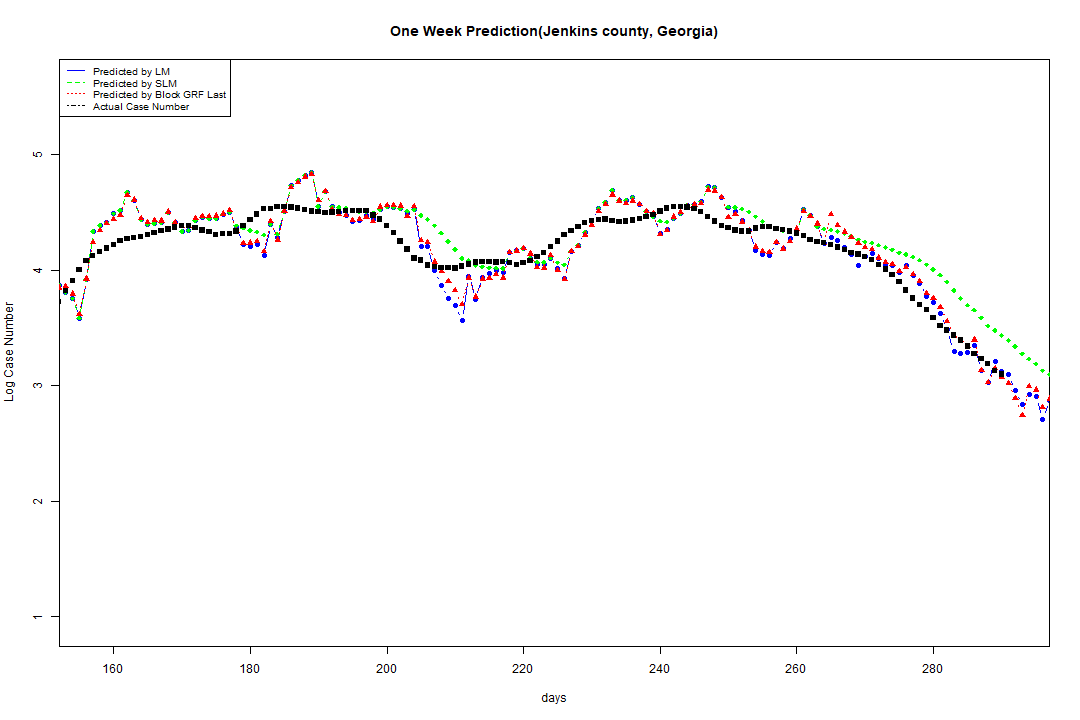 One Week Prediction(Jenkins county, Georgia)
Predicted by LM
Predicted by SLM
Predicted by Block GRF Last
Actual Case Number
5
4
3
2
1
Log Case Number
160 180 200 220 240 260 280
days